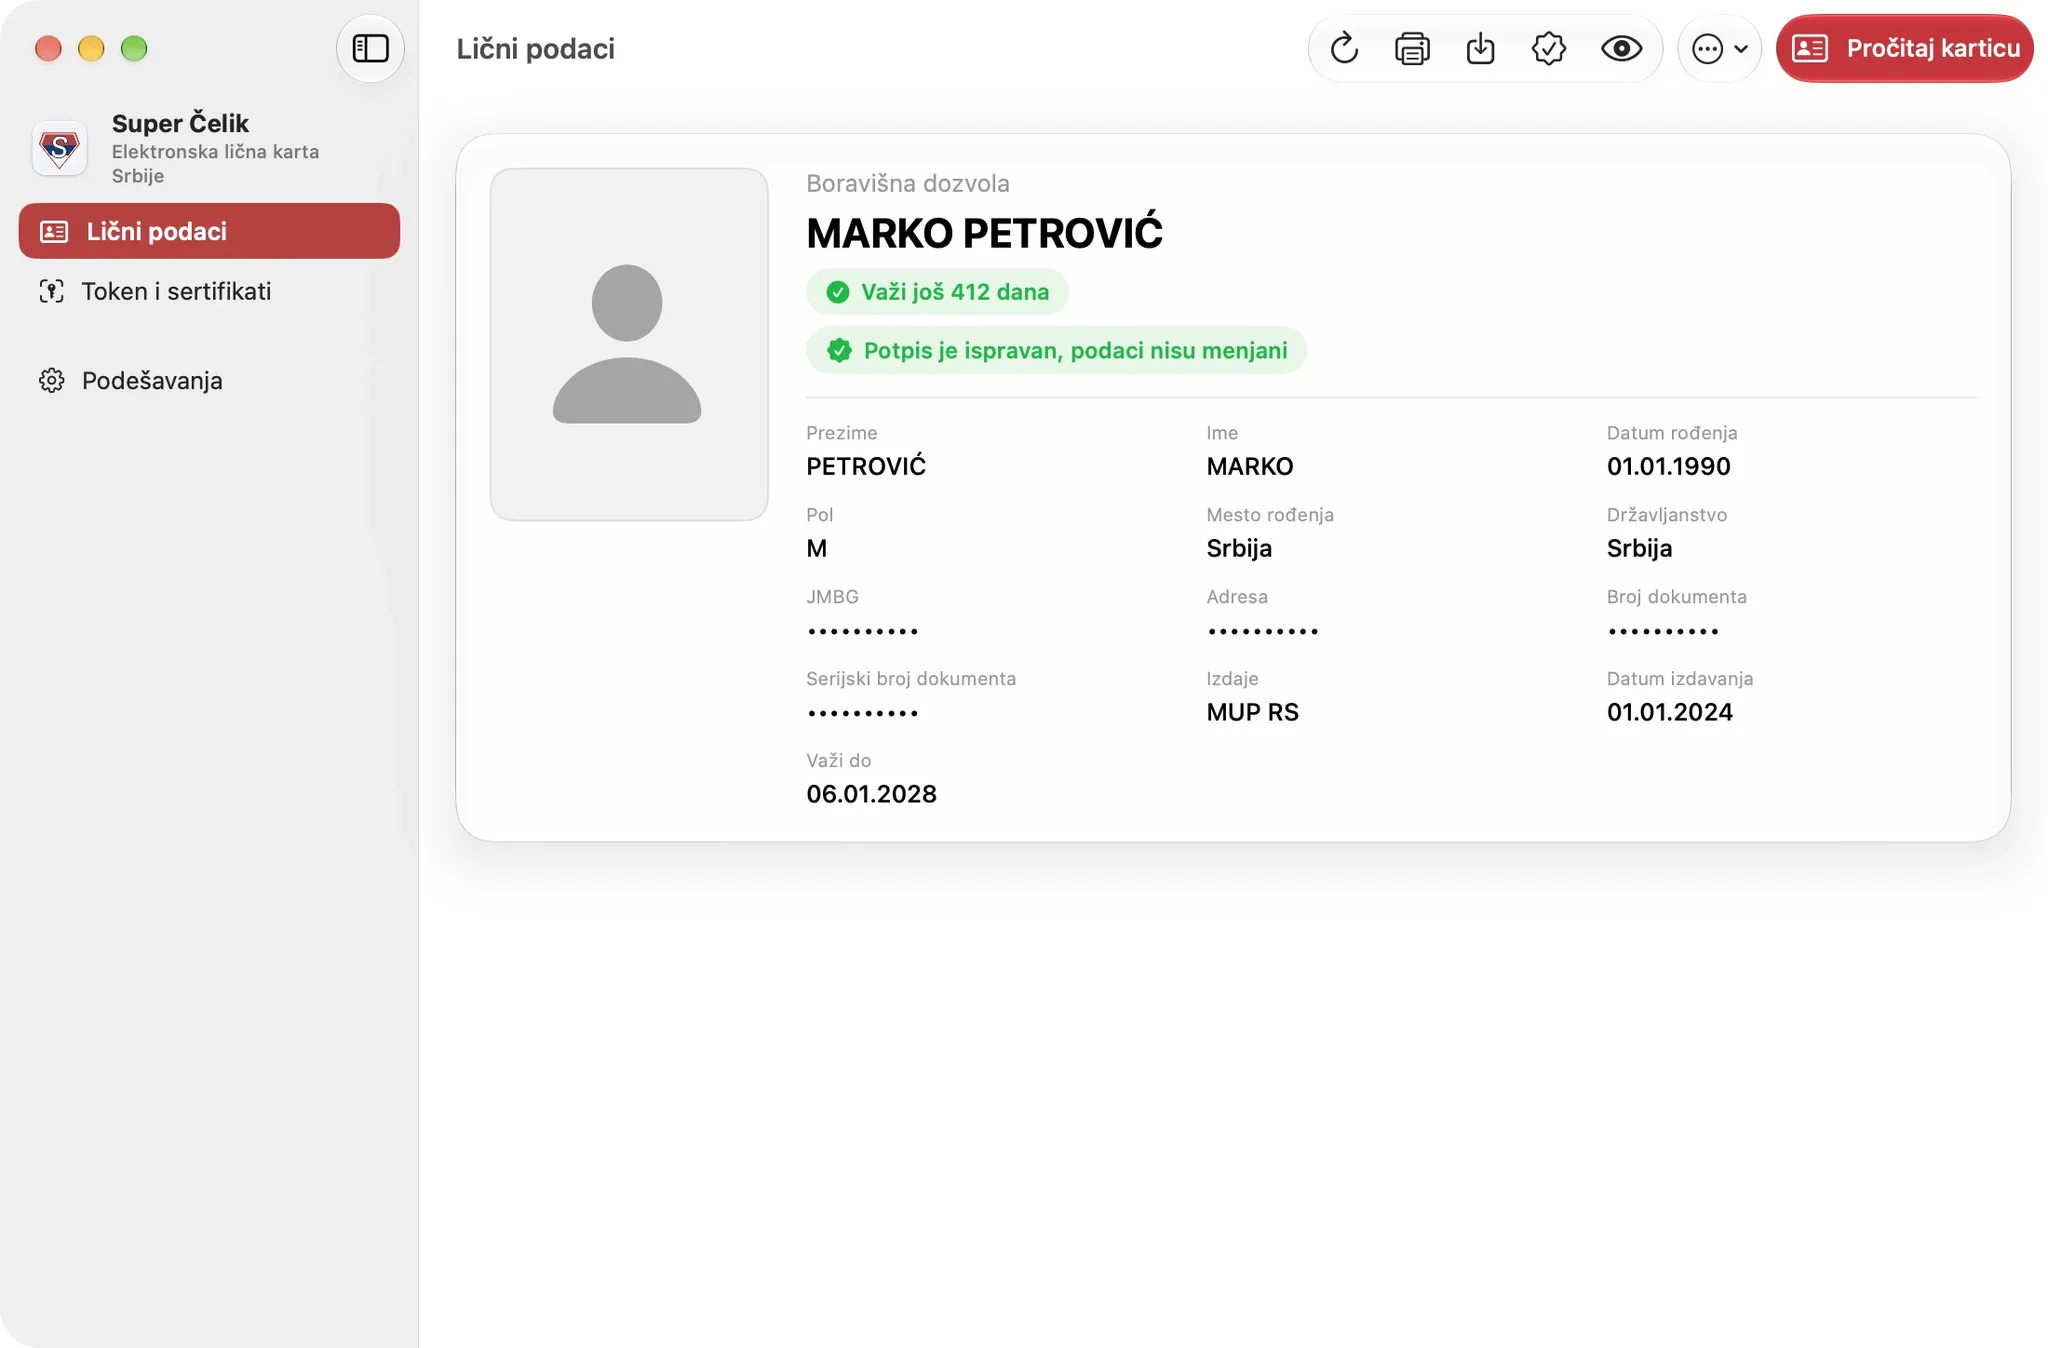 Lični podaci
Pročitaj karticu
Super Čelik
Elektronska lična karta
Srbije
Lični podaci
Token i sertifikati
Podešavanja
Boravišna dozvola
MARKO PETROVIĆ
Važi još 412 dana
Potpis je ispravan, podaci nisu menjani
Prezime
PETROVIĆ
Ime
MARKO
Datum rođenja
01.01.1990
Pol
M
Mesto rođenja
Srbija
Državljanstvo
Srbija
JMBG
••••••••••
Adresa
••••••••••
Broj dokumenta
••••••••••
Serijski broj dokumenta
••••••••••
Izdaje
MUP RS
Datum izdavanja
01.01.2024
Važi do
06.01.2028